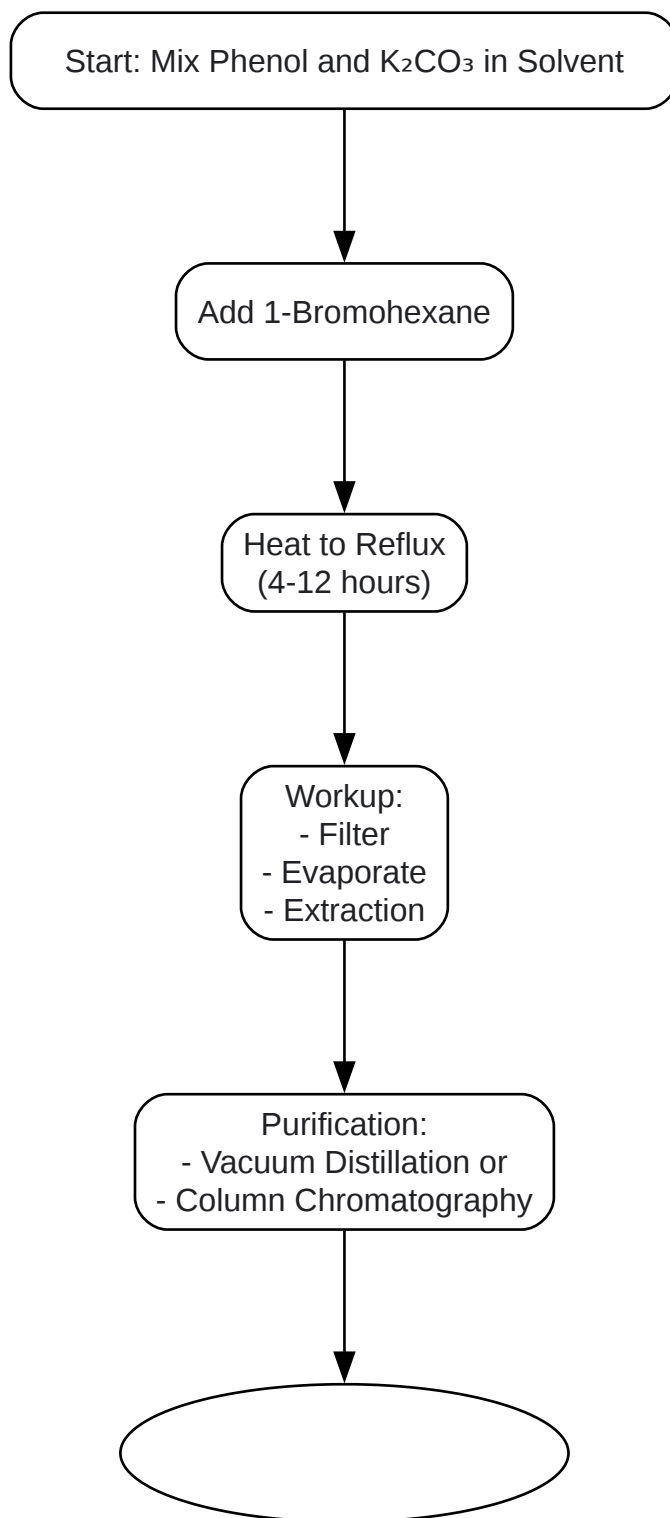 Start: Mix Phenol and K₂CO₃ in Solvent
Add 1-Bromohexane
Heat to Reflux
(4-12 hours)
Workup:
- Filter
- Evaporate
- Extraction
Purification:
- Vacuum Distillation or
- Column Chromatography